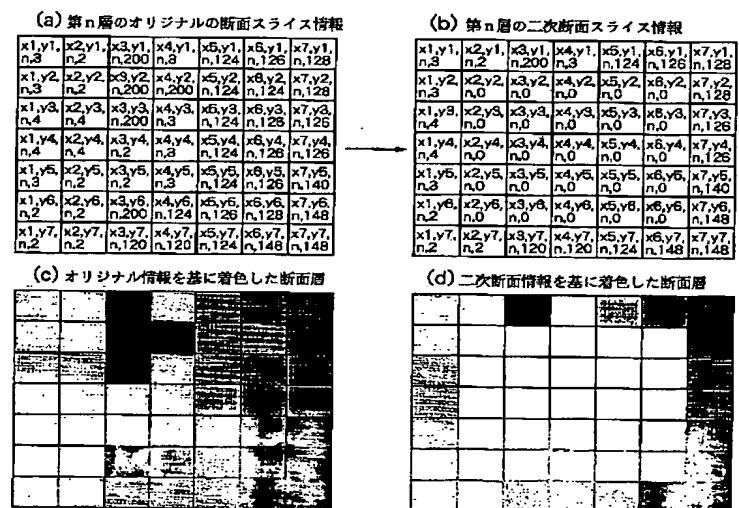 (a) 第n層のオリジナルの断面スライス情報
x1,y1, x2,y1, x3,y1, x4,y1, x5,y1, x6,y1, x7,y1,
n,3 n,2 n,200 n,3 n,124 n,126 n,128
x1,y2, x2,y2, x3,y2, x4,y2, x5,y2, x6,y2, x7,y2,
n,3 n,2 n,200 n,200 n,124 n,124 n,128
x1,y3, x2,y3, x3,y3, x4,y3, x5,y3, x6,y3, x7,y3,
n,4 n,4 n,200 n,3 n,124 n,126 n,126
x1,y4, x2,y4, x3,y4, x4,y4, x5,y4, x6,y4, x7,y4,
n,4 n,4 n,2 n,3 n,124 n,126 n,126
x1,y5, x2,y5, x3,y5, x4,y5, x5,y5, x6,y5, x7,y5,
n,3 n,2 n,2 n,3 n,124 n,126 n,140
x1,y6, x2,y6, x3,y6, x4,y6, x5,y6, x6,y6, x7,y6,
n,2 n,2 n,200 n,124 n,126 n,128 n,148
x1,y7, x2,y7, x3,y7, x4,y7, x5,y7, x6,y7, x7,y7,
n,2 n,2 n,120 n,120 n,124 n,148 n,148
(b) 第n層の二次断面スライス情報
x1,y1, x2,y1, x3,y1, x4,y1, x5,y1, x6,y1, x7,y1,
n,3 n,2 n,200 n,3 n,124 n,126 n,128
x1,y2, x2,y2, x3,y2, x4,y2, x5,y2, x6,y2, x7,y2,
n,3 n,0 n,0 n,0 n,0 n,0 n,128
x1,y3, x2,y3, x3,y3, x4,y3, x5,y3, x6,y3, x7,y3,
n,4 n,0 n,0 n,0 n,0 n,0 n,126
x1,y4, x2,y4, x3,y4, x4,y4, x5,y4, x6,y4, x7,y4,
n,4 n,0 n,0 n,0 n,0 n,0 n,126
x1,y5, x2,y5, x3,y5, x4,y5, x5,y5, x6,y5, x7,y5,
n,3 n,0 n,0 n,0 n,0 n,0 n,140
x1,y6, x2,y6, x3,y6, x4,y6, x5,y6, x6,y6, x7,y6,
n,2 n,0 n,0 n,0 n,0 n,0 n,148
x1,y7, x2,y7, x3,y7, x4,y7, x5,y7, x6,y7, x7,y7,
n,2 n,2 n,120 n,120 n,124 n,148 n,148
(c) オリジナル情報を基に着色した断面層
(d) 二次断面情報を基に着色した断面層